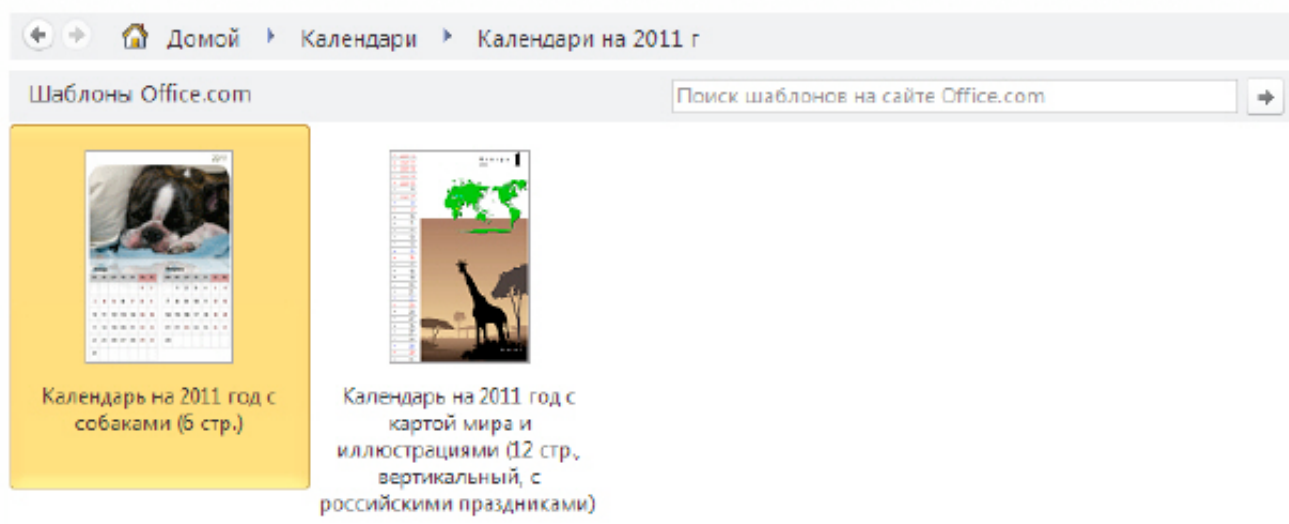 Домой Календари Календари на 2011 г
Шаблоны Office.com
Поиск шаблонов на сайте Office.com
2011
Календарь на 2011 год с
собаками (6 стр.)
Календарь на 2011 год с
картой мира и
иллюстрациями (12 стр.,
вертикальный, с
российскими праздниками)